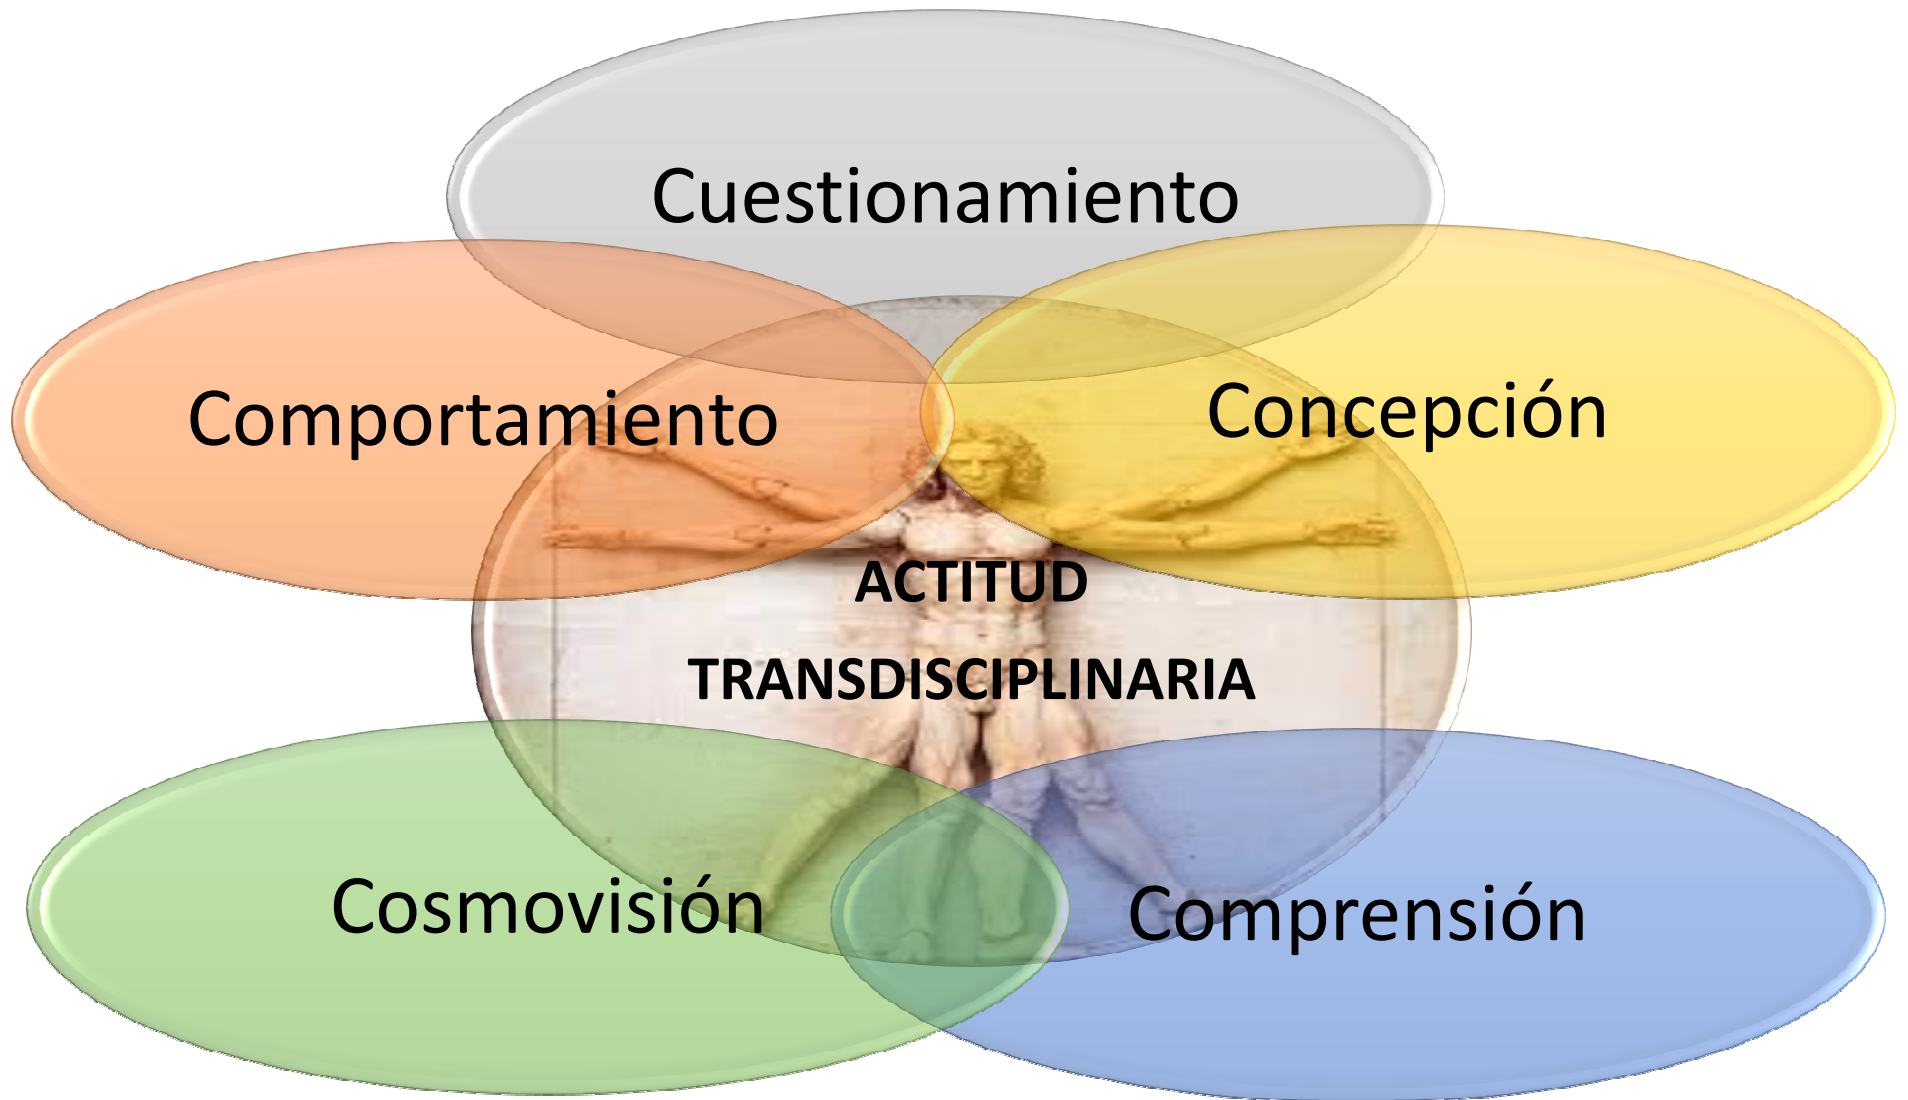 Cuestionamiento
Comportamiento
Concepción
ACTITUD
TRANSDISCIPLINARIA
Cosmovisión
Comprensión